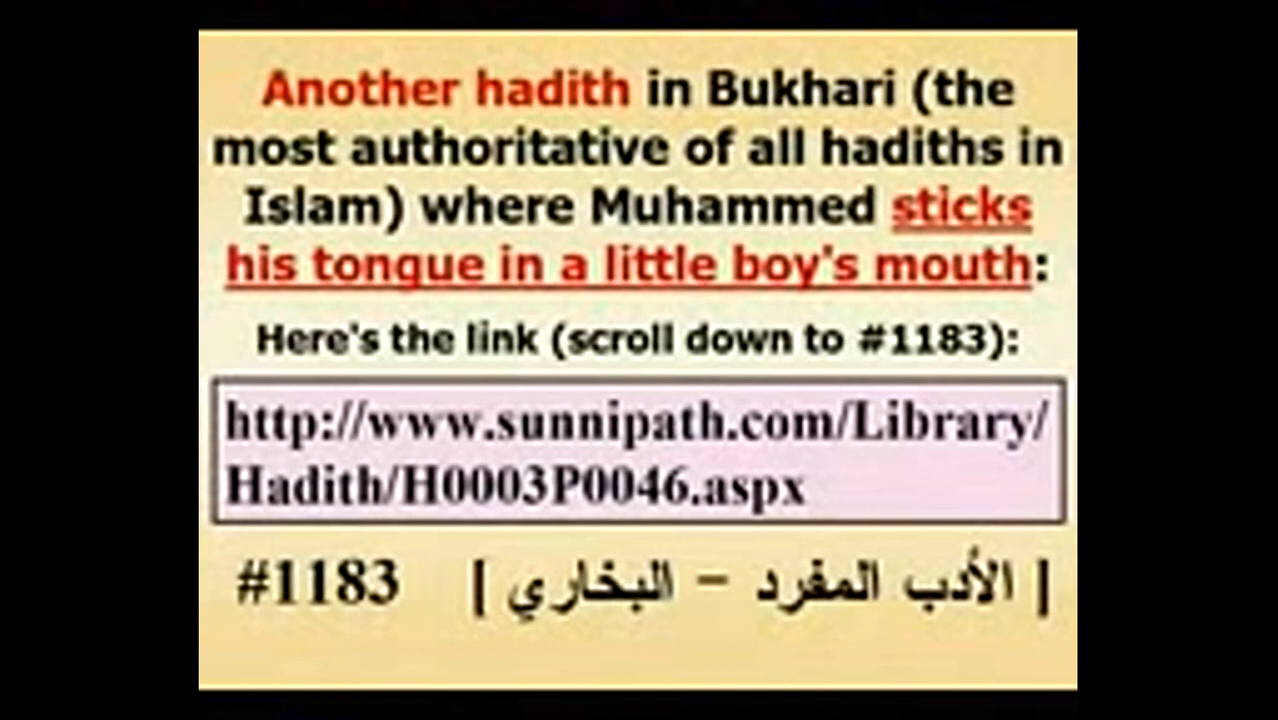 Another hadith in Bukhari (the
most authoritative of all hadiths in
Islam) where Muhammed sticks
his tongue in a little boy's mouth:
Here's the link (scroll down to #1183):
http://www.sunnipath.com/Library/
Hadith/H0003P0046.aspx
[ الأدب المفرد – البخاري ] #1183